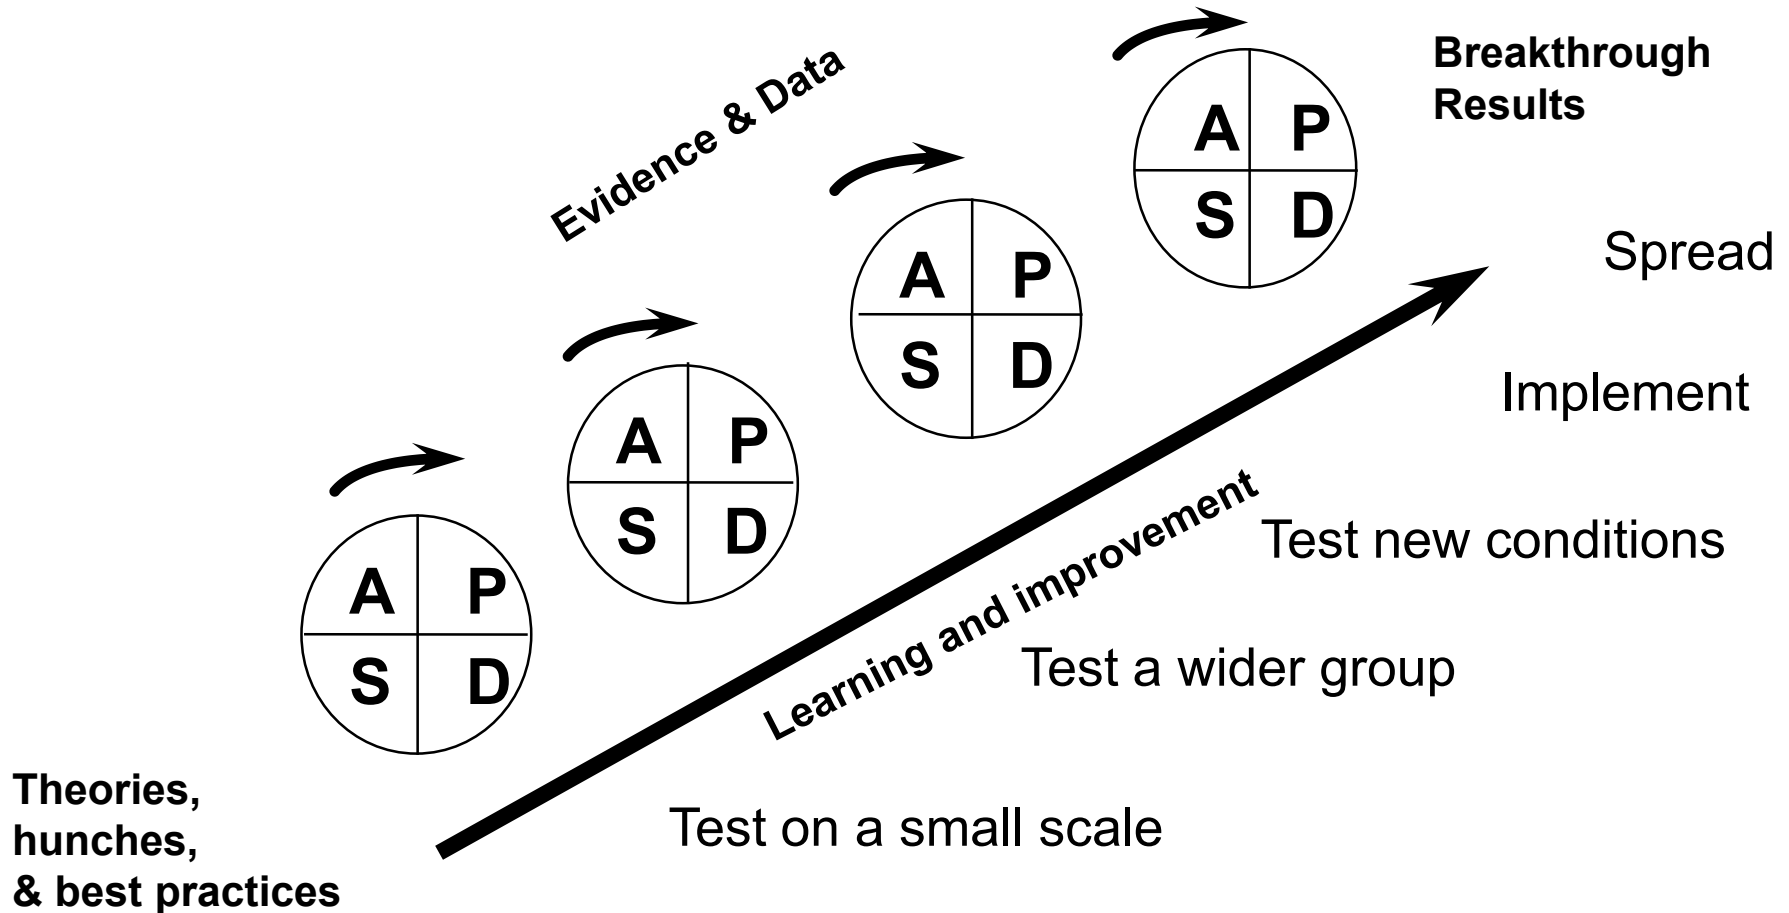 Breakthrough
Results
Evidence & Data
A P
S D
A P
S D
A P
S D
A P
S D
Spread
Implement
Test new conditions
Learning and improvement
Test a wider group
Test on a small scale
Theories,
hunches,
& best practices